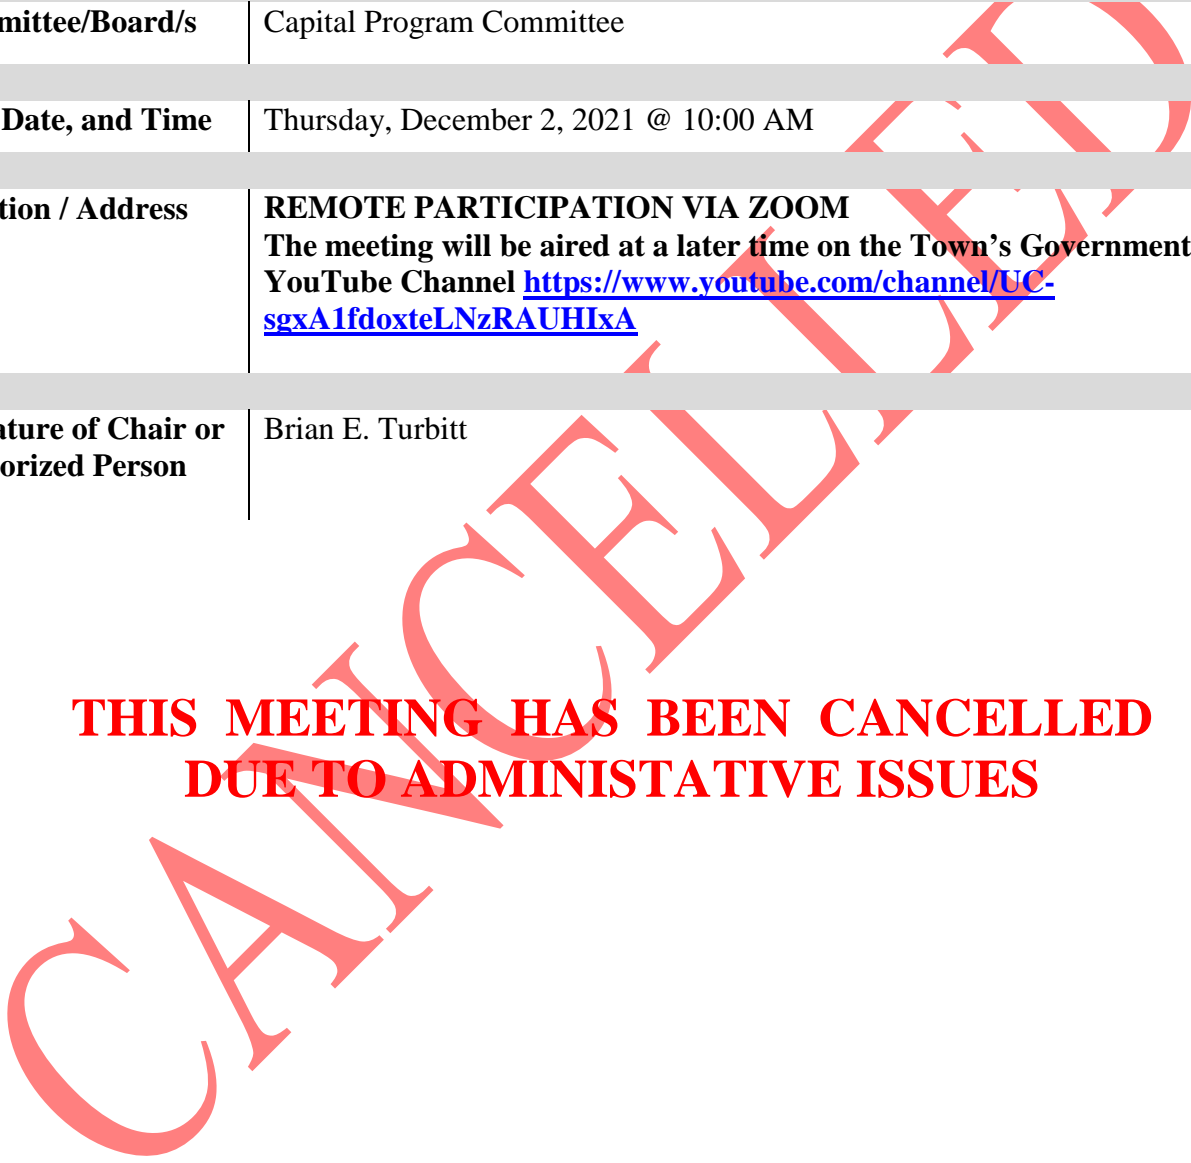 mittee/Board/s Capital Program Committee
Date, and Time Thursday, December 2, 2021 @ 10:00 AM
tion / Address REMOTE PARTICIPATION VIA ZOOM
The meeting will be aired at a later time on the Town’s Government
YouTube Channel https://www.youtube.com/channel/UC-
sgxA1fdoxteLNzRAUHIxA
ature of Chair or Brian E. Turbitt
orized Person
THIS MEETING HAS BEEN CANCELLED
DUE TO ADMINISTATIVE ISSUES
CANCELLED